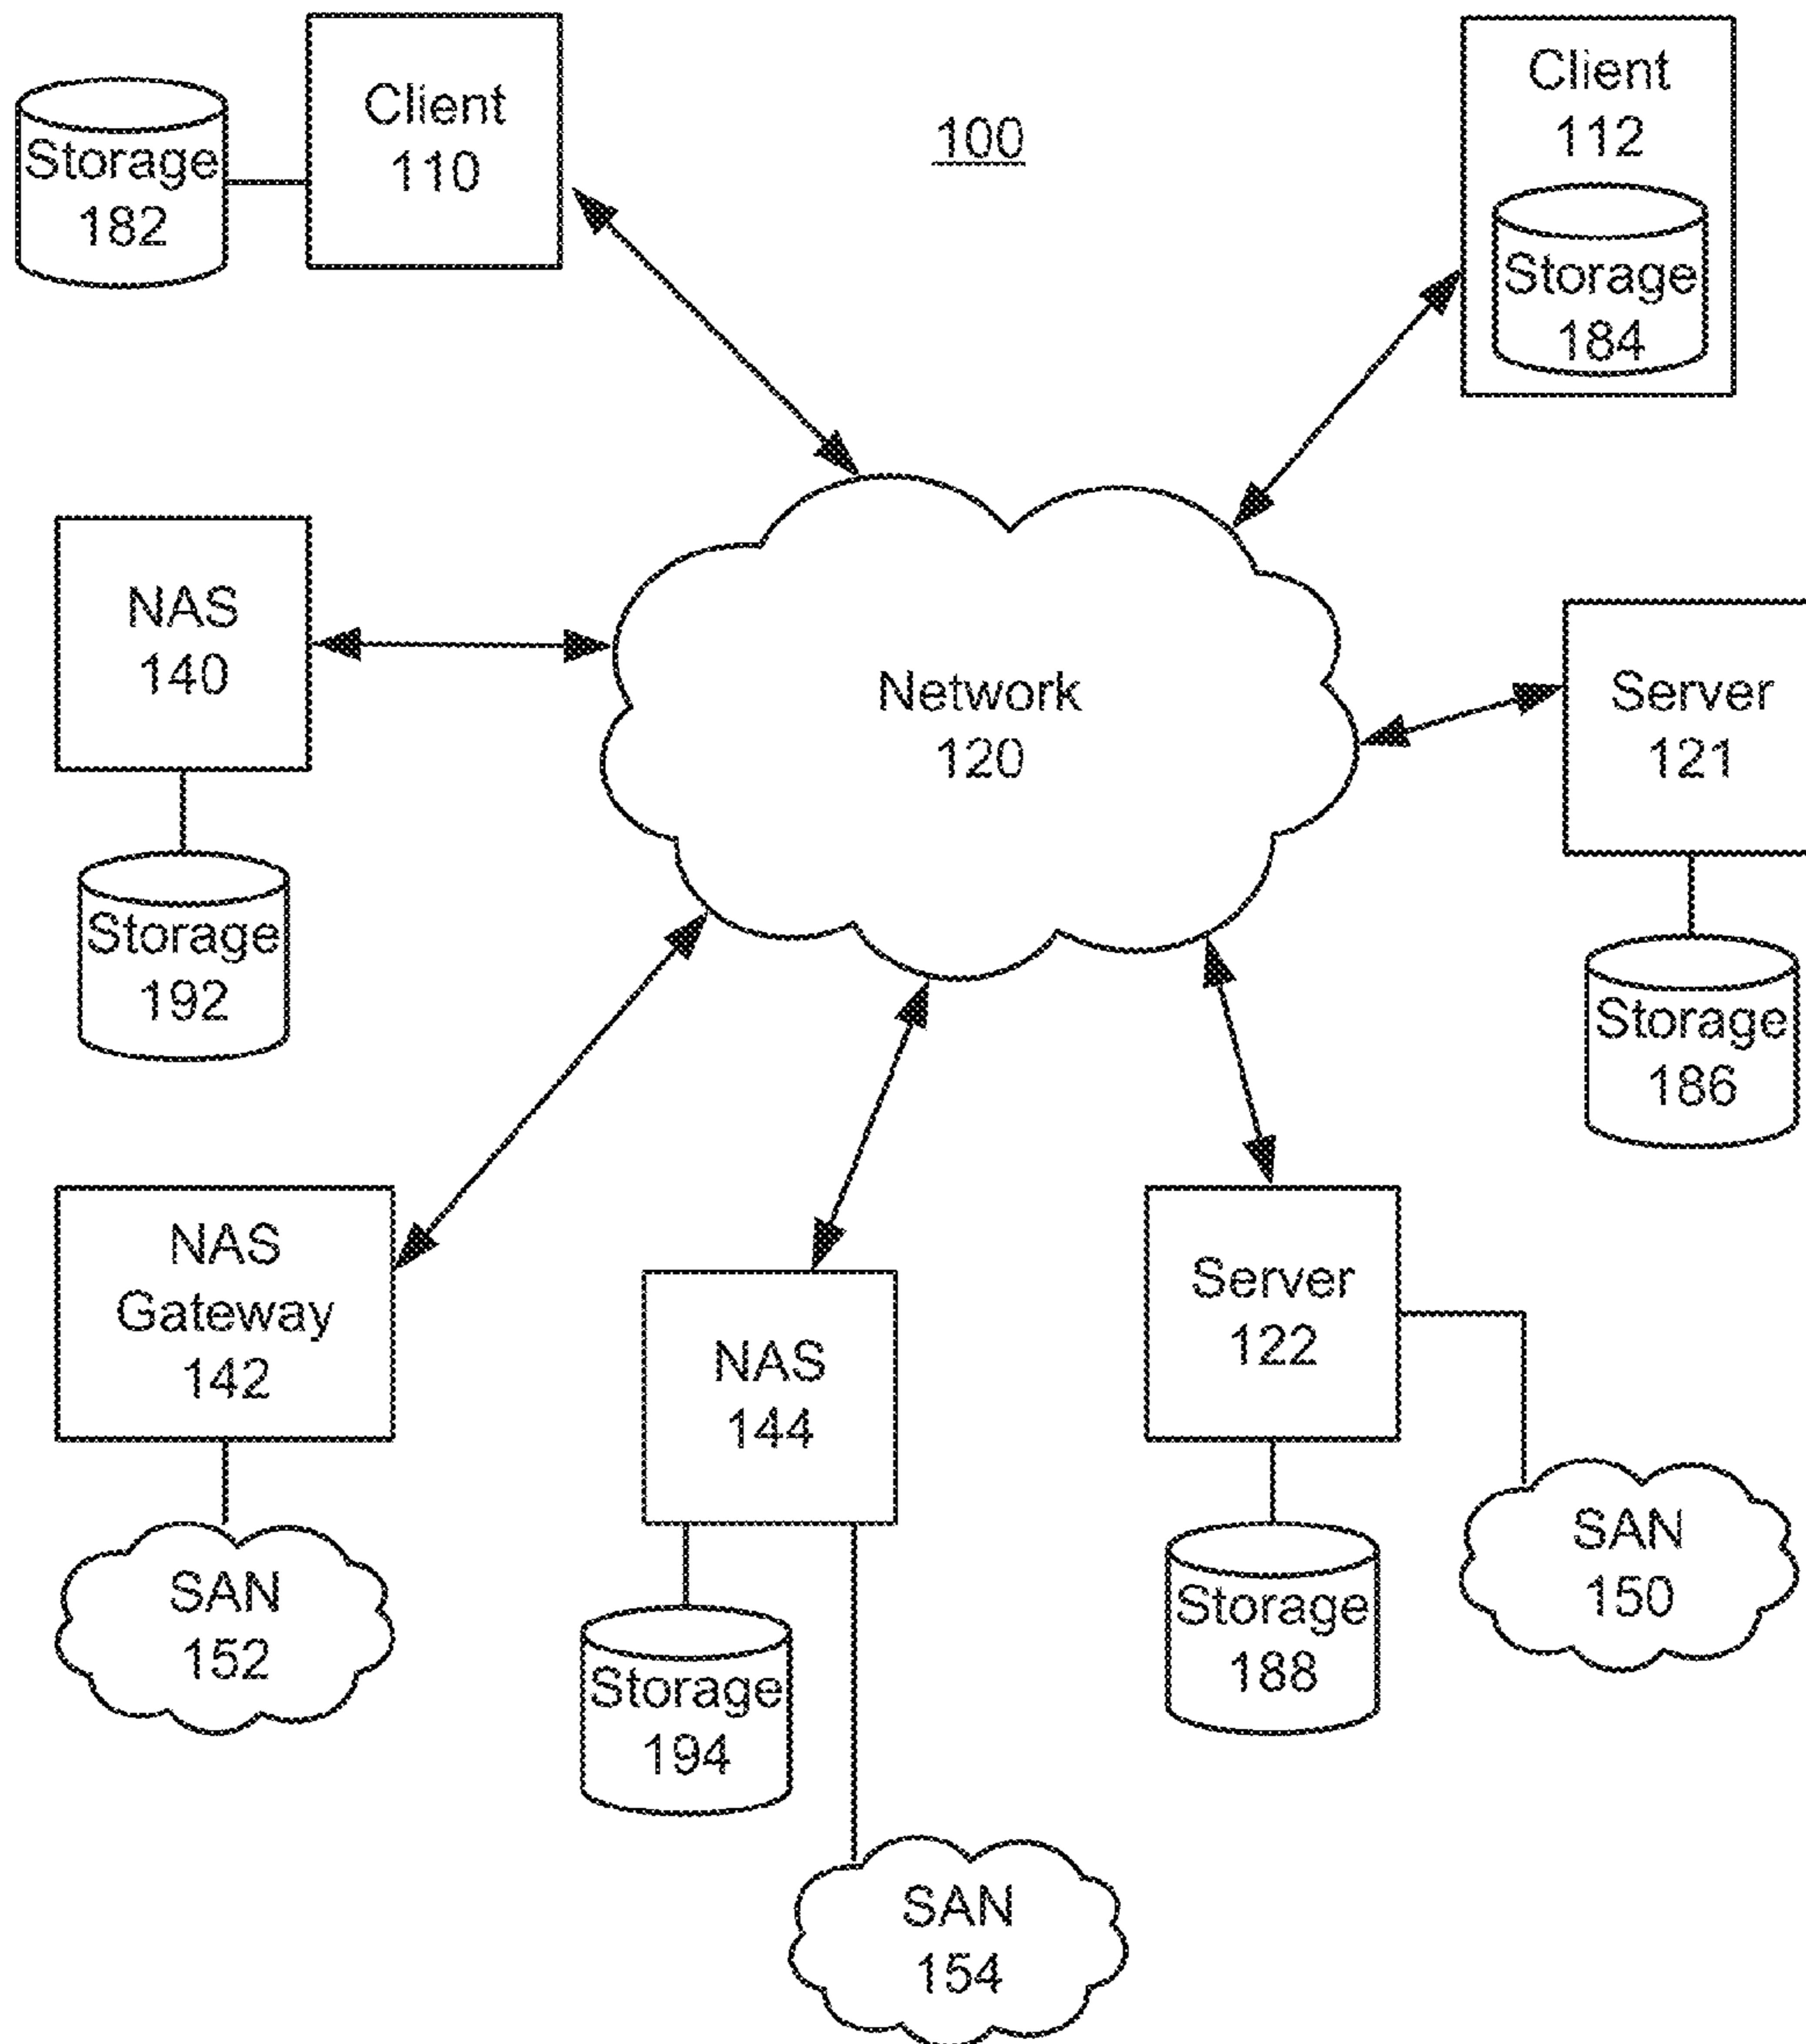 Client
110
100
Client
112
Storage
182
Storage
184
NAS
140
Network
120
Server
121
Storage
192
Storage
186
NAS
Gateway
142
NAS
144
Server
122
SAN
152
Storage
194
Storage
188
SAN
150
SAN
154